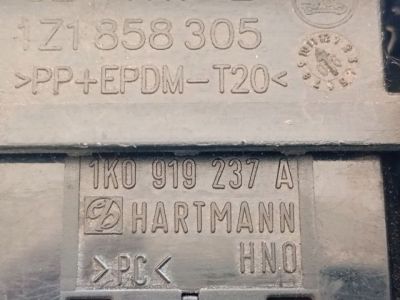 1Z1 858 305
>PP+EPDM-T20<
1K0 919 237 A
HARTMANN
>PC< HNO